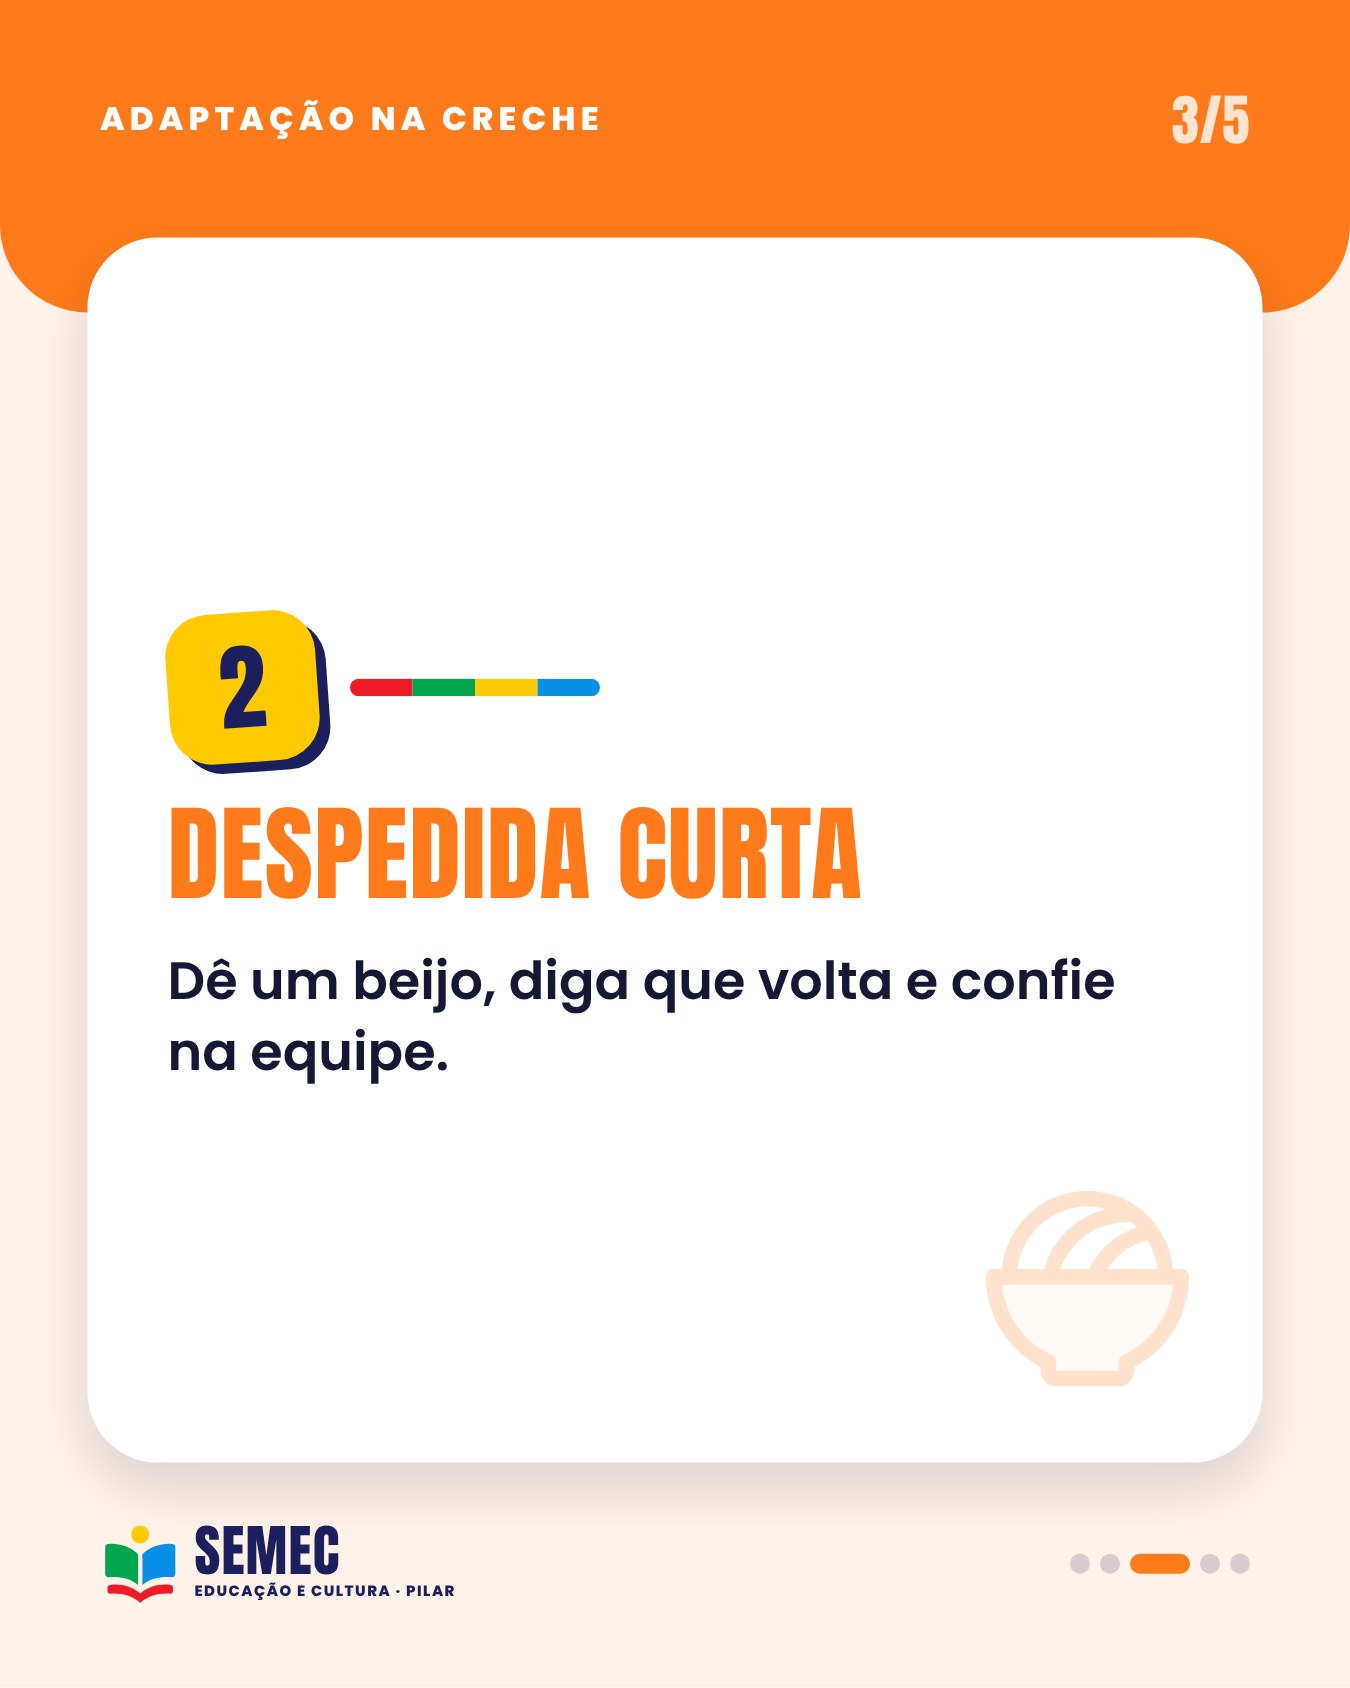 ADAPTAÇÃO NA CRECHE
3/5
2
DESPEDIDA CURTA
Dê um beijo, diga que volta e confie
na equipe.
SEMEC
EDUCAÇÃO E CULTURA · PILAR